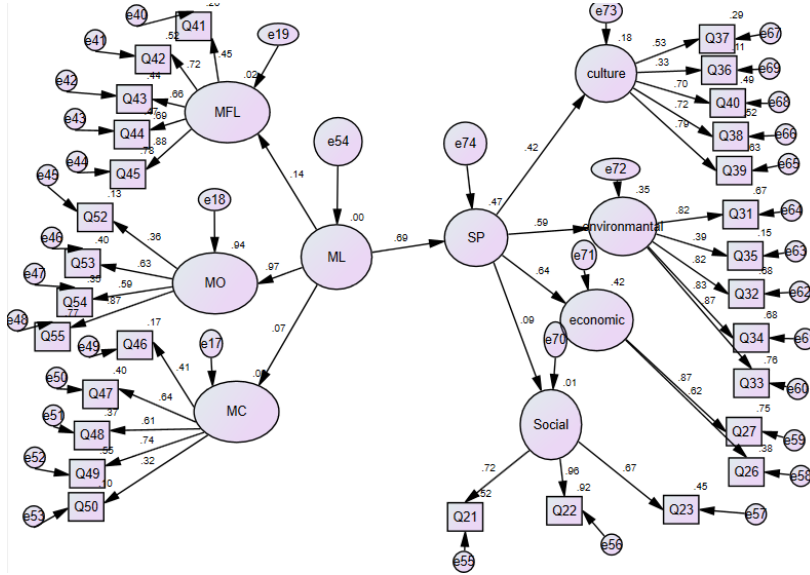 e40
Q41
.45
e19
e41
.52
Q42
.72
.02
e42
.44
Q43
.66
MFL
e43
Q44
.69
.88
e44
.78
Q45
.14
e54
e45
.13
Q52
.36
e18
.00
e46
.40
Q53
.63
.94
ML
.69
e47
.35
Q54
.59
MO
.97
e48
.77
Q55
.87
.07
.17
e49
Q46
.41
e17
e50
.40
Q47
.64
MC
e51
.37
Q48
.61
e52
.55
Q49
.74
.10
e53
Q50
.32
e73
.18
culture
.53
.29
Q37
e67
.33
.11
Q36
e69
.70
.49
Q40
e68
.72
.52
Q38
e66
.79
.63
Q39
e65
e74
.42
.47
SP
.59
e72
.35
environmantal
.82
.67
Q31
e64
.39
.15
Q35
e63
.82
.68
Q32
e62
.83
.68
Q34
.87
.76
Q33
e60
e71
.64
.42
economic
.87
.75
Q27
e59
.62
.38
Q26
e58
.09
e70
.01
Social
.72
.52
Q21
e55
.96
.92
Q22
e56
.67
.45
Q23
e57